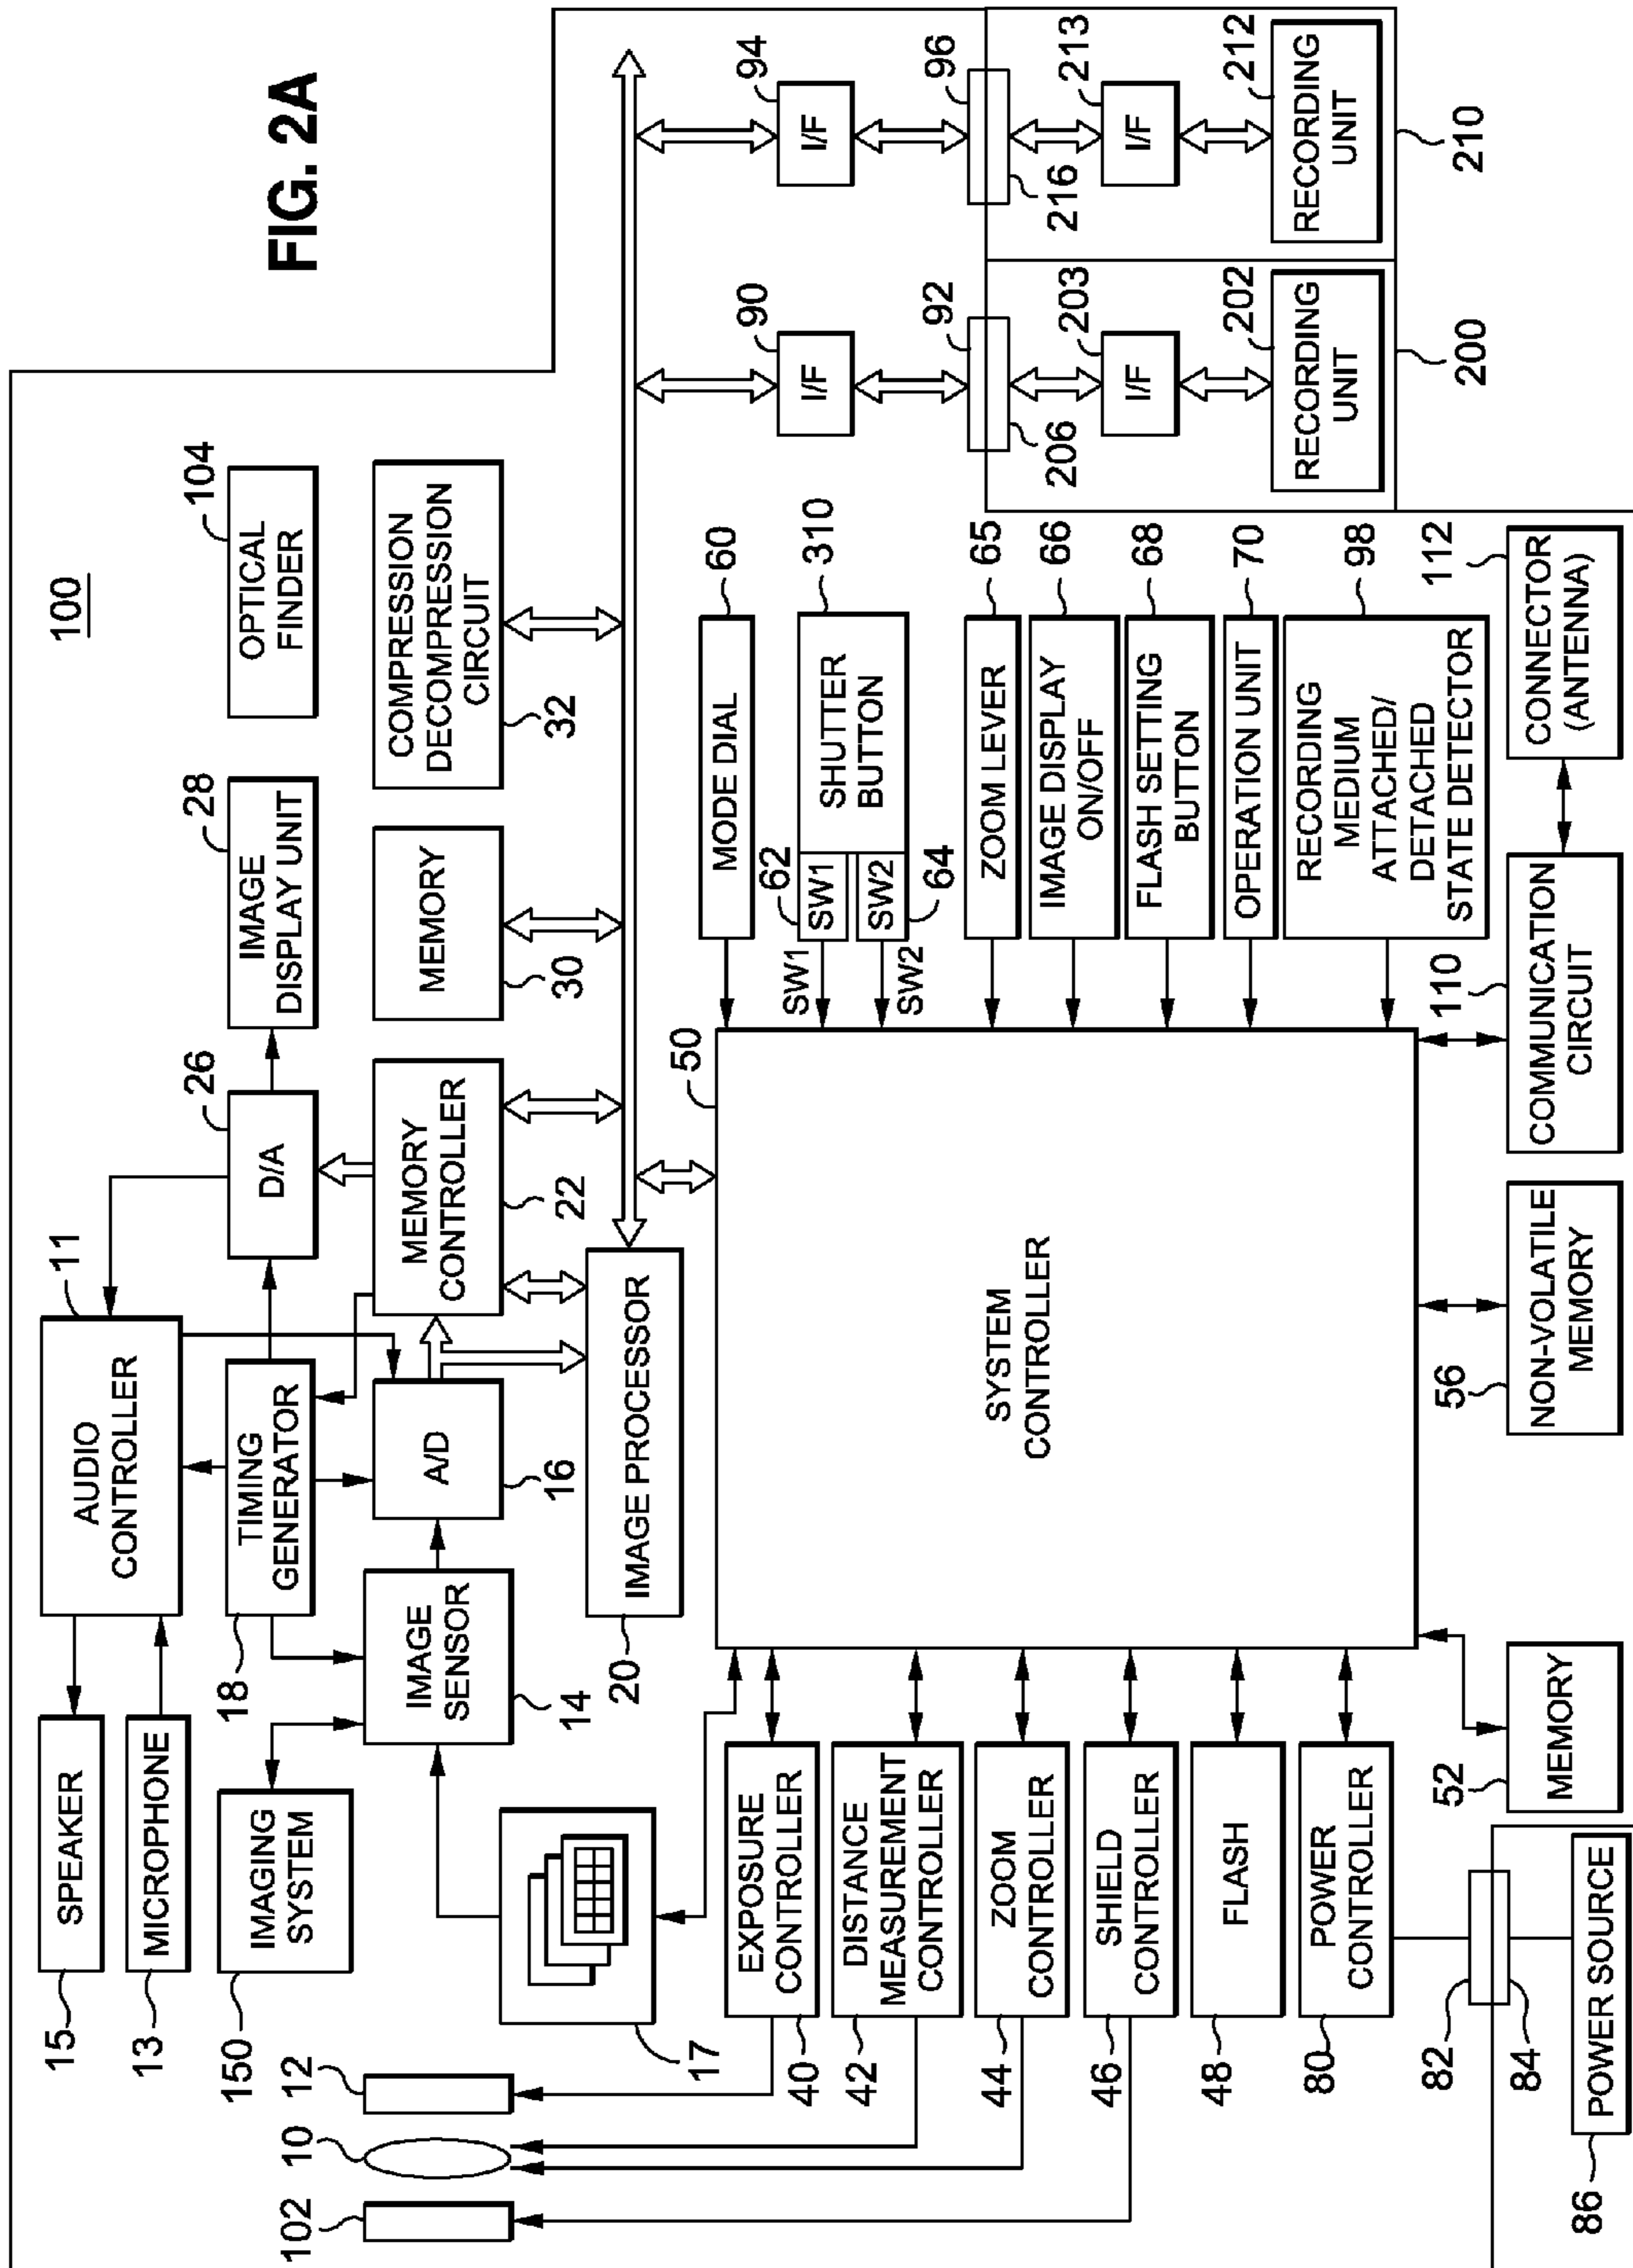 FIG. 2A
100
15
SPEAKER
13
MICROPHONE
AUDIO
CONTROLLER
11
150
IMAGING
SYSTEM
18
TIMING
GENERATOR
D/A
26
IMAGE
DISPLAY UNIT
28
OPTICAL
FINDER
104
102
10
12
17
IMAGE
SENSOR
14
A/D
16
MEMORY
CONTROLLER
22
MEMORY
30
COMPRESSION
DECOMPRESSION
CIRCUIT
32
20
IMAGE PROCESSOR
EXPOSURE
CONTROLLER
40
DISTANCE
MEASUREMENT
CONTROLLER
42
ZOOM
CONTROLLER
44
SHIELD
CONTROLLER
46
FLASH
48
POWER
CONTROLLER
80
82
84
POWER SOURCE
86
SYSTEM
CONTROLLER
50
MEMORY
52
NON-VOLATILE
MEMORY
56
COMMUNICATION
CIRCUIT
110
CONNECTOR
(ANTENNA)
112
MODE DIAL
60
SW1
SW1
62
SHUTTER
BUTTON
310
SW2
SW2
64
ZOOM LEVER
65
IMAGE DISPLAY
ON/OFF
66
FLASH SETTING
BUTTON
68
OPERATION UNIT
70
RECORDING
MEDIUM
ATTACHED/
DETACHED
STATE DETECTOR
98
I/F
90
92
206
I/F
203
RECORDING
UNIT
202
200
I/F
94
96
216
I/F
213
RECORDING
UNIT
212
210